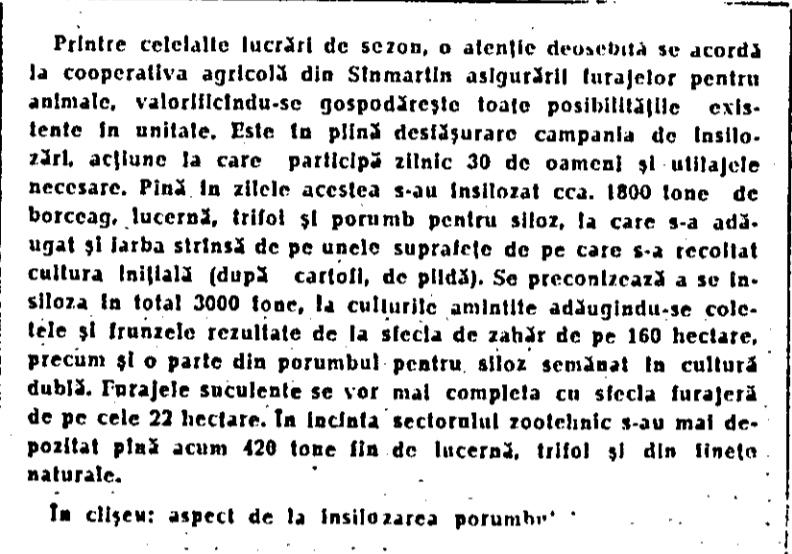 Printre celelalte lucrări de sezon, o atenție deosebită se acordă
la cooperativa agricolă din Sînmartin asigurării furajelor pentru
animale, valorificîndu-se gospodărește toate posibilitățile exis-
tente în unitate. Este în plină desfășurare campania de însilo-
zări, acțiune la care participă zilnic 30 de oameni și utilajele
necesare. Pînă în zilele acestea s-au însilozat cca. 1800 tone de
borceag, lucernă, trifoi și porumb pentru siloz, la care s-a adă-
ugat și iarba strînsă de pe unele suprafețe de pe care s-a recoltat
cultura inițială (după cartofi, de pildă). Se preconizează a se în-
siloza în total 3000 tone, la culturile amintite adăugîndu-se cole-
tele și frunzele rezultate de la sfecla de zahăr de pe 160 hectare,
precum și o parte din porumbul pentru siloz semănat în cultură
dublă. Furajele suculente se vor mai completa cu sfecla furajeră
de pe cele 22 hectare. În incinta sectorului zootehnic s-au mai de-
pozitat pînă acum 420 tone fîn de lucernă, trifoi și din fînețe
naturale.
În clișeu: aspect de la însilozarea